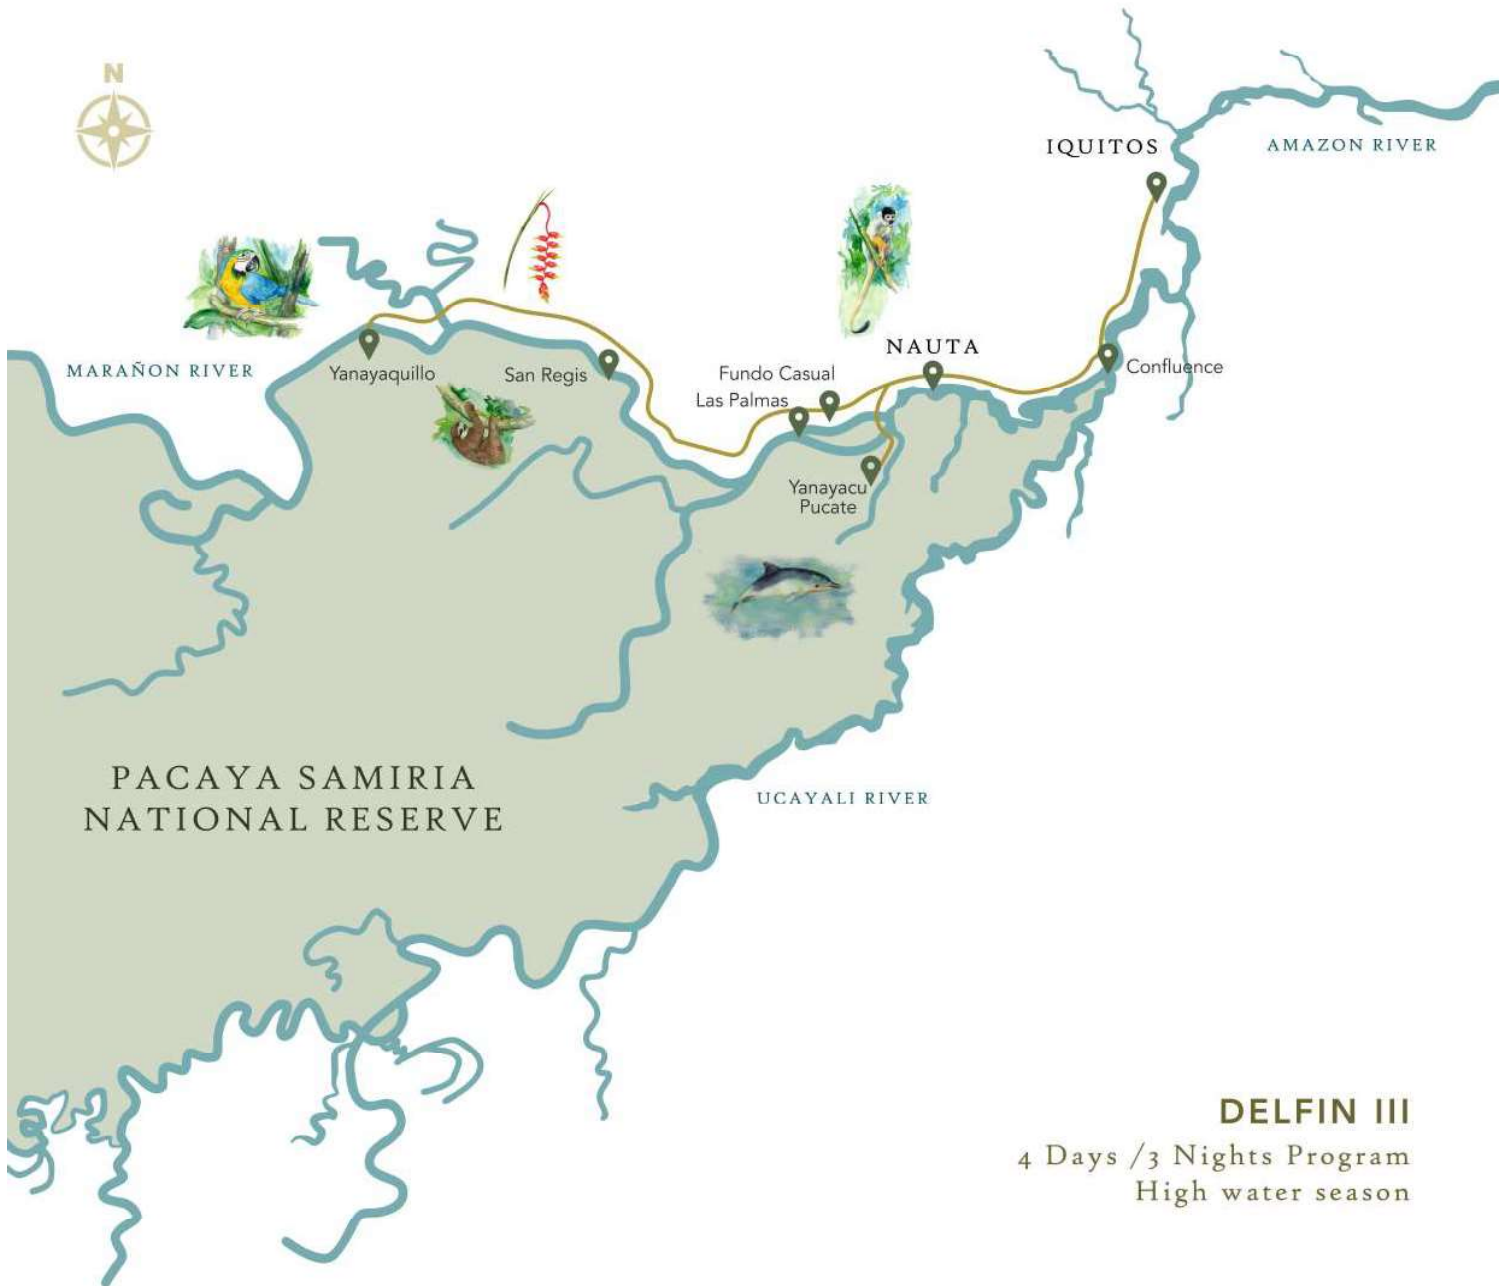 N
IQUITOS
AMAZON RIVER
NAUTA
MARAÑON RIVER
Yanayaquillo
San Regis
Fundo Casual
Las Palmas
Confluence
Yanayacu
Pucate
PACAYA SAMIRIA
NATIONAL RESERVE
UCAYALI RIVER
DELFIN III
4 Days /3 Nights Program
High water season